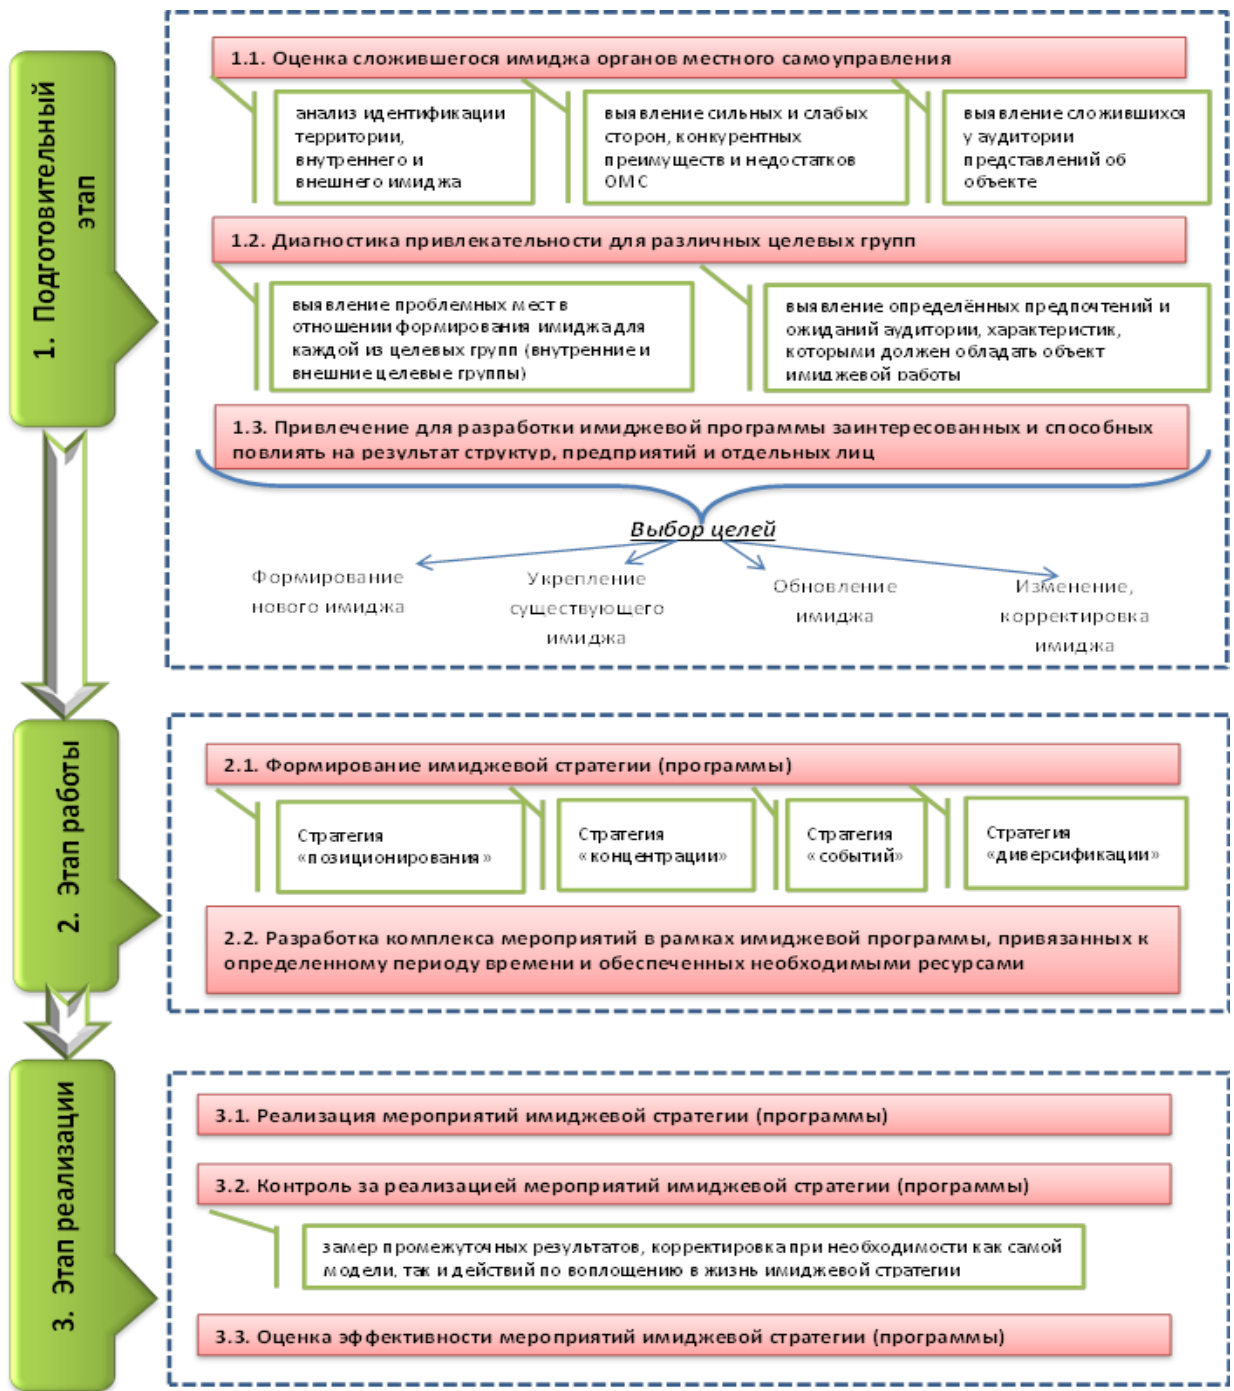 1. Подготовительный
этап
1.1. Оценка сложившегося имиджа органов местного самоуправления
анализ идентификации
территории,
внутреннего и
внешнего имиджа
выявление сильных и слабых
сторон, конкурентных
преимуществ и недостатков
ОМС
выявление сложившихся
у аудитории
представлений об
объекте
1.2. Диагностика привлекательности для различных целевых групп
выявление проблемных мест в
отношении формирования имиджа для
каждой из целевых групп (внутренние и
внешние целевые группы)
выявление определённых предпочтений и
ожиданий аудитории, характеристик,
которыми должен обладать объект
имиджевой работы
1.3. Привлечение для разработки имиджевой программы заинтересованных и способных
повлиять на результат структур, предприятий и отдельных лиц
Выбор целей
Формирование
нового имиджа
Укрепление
существующего
имиджа
Обновление
имиджа
Изменение,
корректировка
имиджа
2. Этап работы
2.1. Формирование имиджевой стратегии (программы)
Стратегия
«позиционирования»
Стратегия
«концентрации»
Стратегия
«событий»
Стратегия
«диверсификации»
2.2. Разработка комплекса мероприятий в рамках имиджевой программы, привязанных к
определенному периоду времени и обеспеченных необходимыми ресурсами
3. Этап реализации
3.1. Реализация мероприятий имиджевой стратегии (программы)
3.2. Контроль за реализацией мероприятий имиджевой стратегии (программы)
замер промежуточных результатов, корректировка при необходимости как самой
модели, так и действий по воплощению в жизнь имиджевой стратегии
3.3. Оценка эффективности мероприятий имиджевой стратегии (программы)